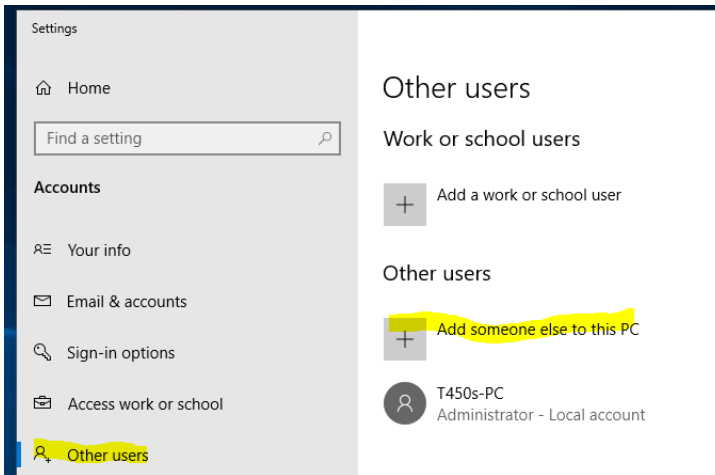 Settings
Home
Find a setting
Accounts
Your info
Email & accounts
Sign-in options
Access work or school
Other users
Other users
Work or school users
Add a work or school user
Other users
Add someone else to this PC
T450s-PC
Administrator - Local account